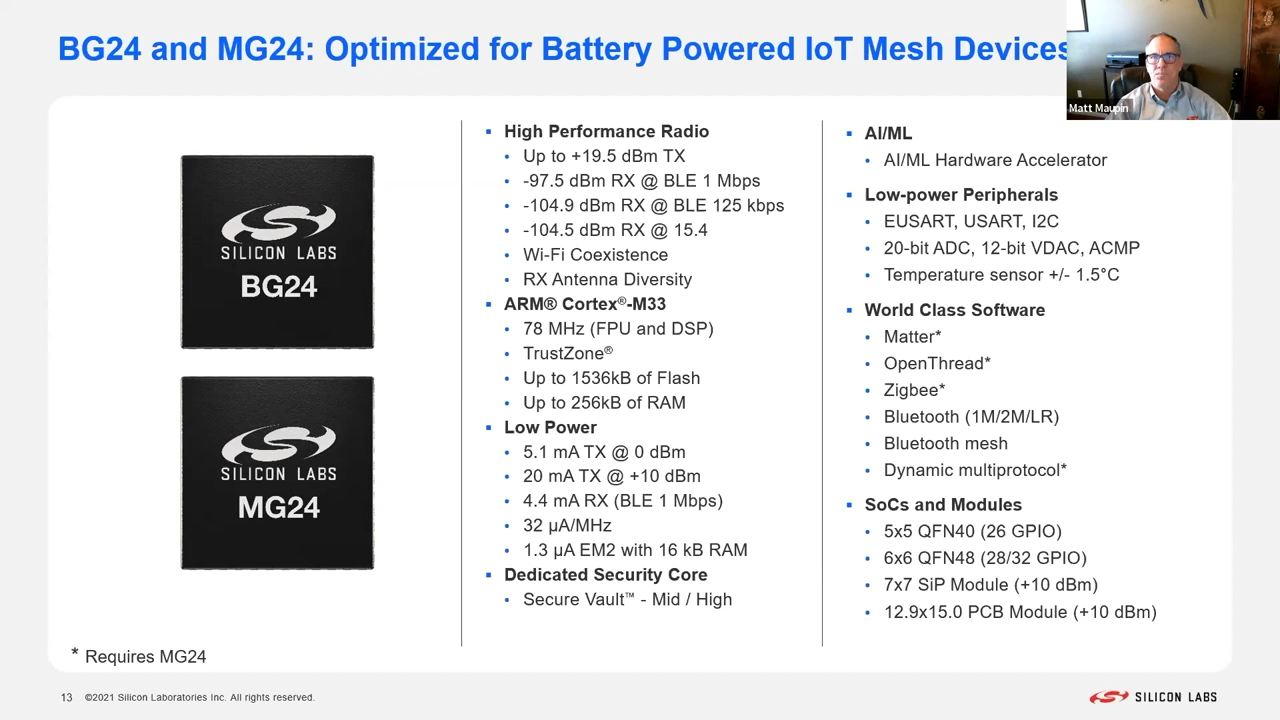 BG24 and MG24: Optimized for Battery Powered IoT Mesh Devices
Matt Maupin
SILICON LABS
BG24
SILICON LABS
MG24
* Requires MG24
▪ High Performance Radio
• Up to +19.5 dBm TX
• -97.5 dBm RX @ BLE 1 Mbps
• -104.9 dBm RX @ BLE 125 kbps
• -104.5 dBm RX @ 15.4
• Wi-Fi Coexistence
• RX Antenna Diversity
▪ ARM® Cortex®-M33
• 78 MHz (FPU and DSP)
• TrustZone®
• Up to 1536kB of Flash
• Up to 256kB of RAM
▪ Low Power
• 5.1 mA TX @ 0 dBm
• 20 mA TX @ +10 dBm
• 4.4 mA RX (BLE 1 Mbps)
• 32 µA/MHz
• 1.3 µA EM2 with 16 kB RAM
▪ Dedicated Security Core
• Secure Vault™ - Mid / High
▪ AI/ML
• AI/ML Hardware Accelerator
▪ Low-power Peripherals
• EUSART, USART, I2C
• 20-bit ADC, 12-bit VDAC, ACMP
• Temperature sensor +/- 1.5°C
▪ World Class Software
• Matter*
• OpenThread*
• Zigbee*
• Bluetooth (1M/2M/LR)
• Bluetooth mesh
• Dynamic multiprotocol*
▪ SoCs and Modules
• 5x5 QFN40 (26 GPIO)
• 6x6 QFN48 (28/32 GPIO)
• 7x7 SiP Module (+10 dBm)
• 12.9x15.0 PCB Module (+10 dBm)
13 ©2021 Silicon Laboratories Inc. All rights reserved.
SILICON LABS